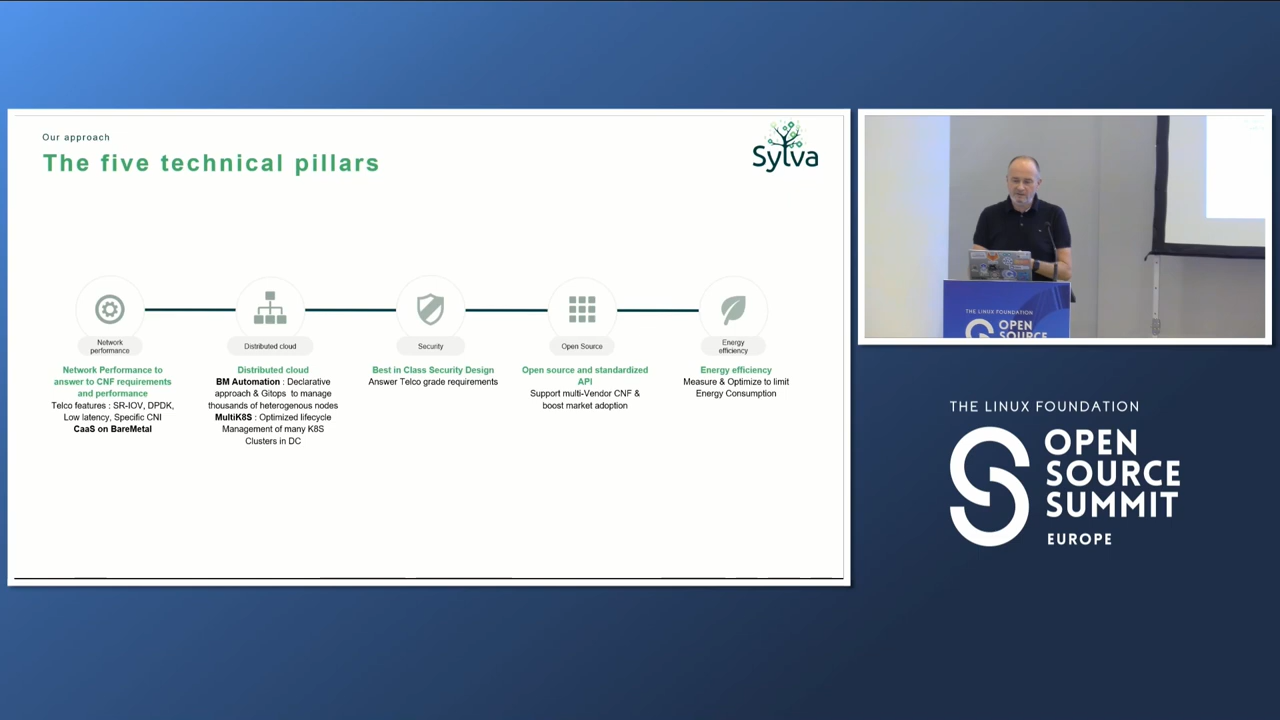 Our approach
The five technical pillars
Sylva
Network
performance
Distributed cloud
Security
Open Source
Energy
efficiency
Network Performance to
answer to CNF requirements
and performance
Telco features : SR-IOV, DPDK,
Low latency, Specific CNI
CaaS on BareMetal
Distributed cloud
BM Automation : Declarative
approach & Gitops to manage
thousands of heterogenous nodes
MultiK8S : Optimized lifecycle
Management of many K8S
Clusters in DC
Best in Class Security Design
Answer Telco grade requirements
Open source and standardized
API
Support multi-Vendor CNF &
boost market adoption
Energy efficiency
Measure & Optimize to limit
Energy Consumption
THE LINUX FOUNDATION
OPEN
SOURCE
THE LINUX FOUNDATION
OPEN
SOURCE
SUMMIT
EUROPE